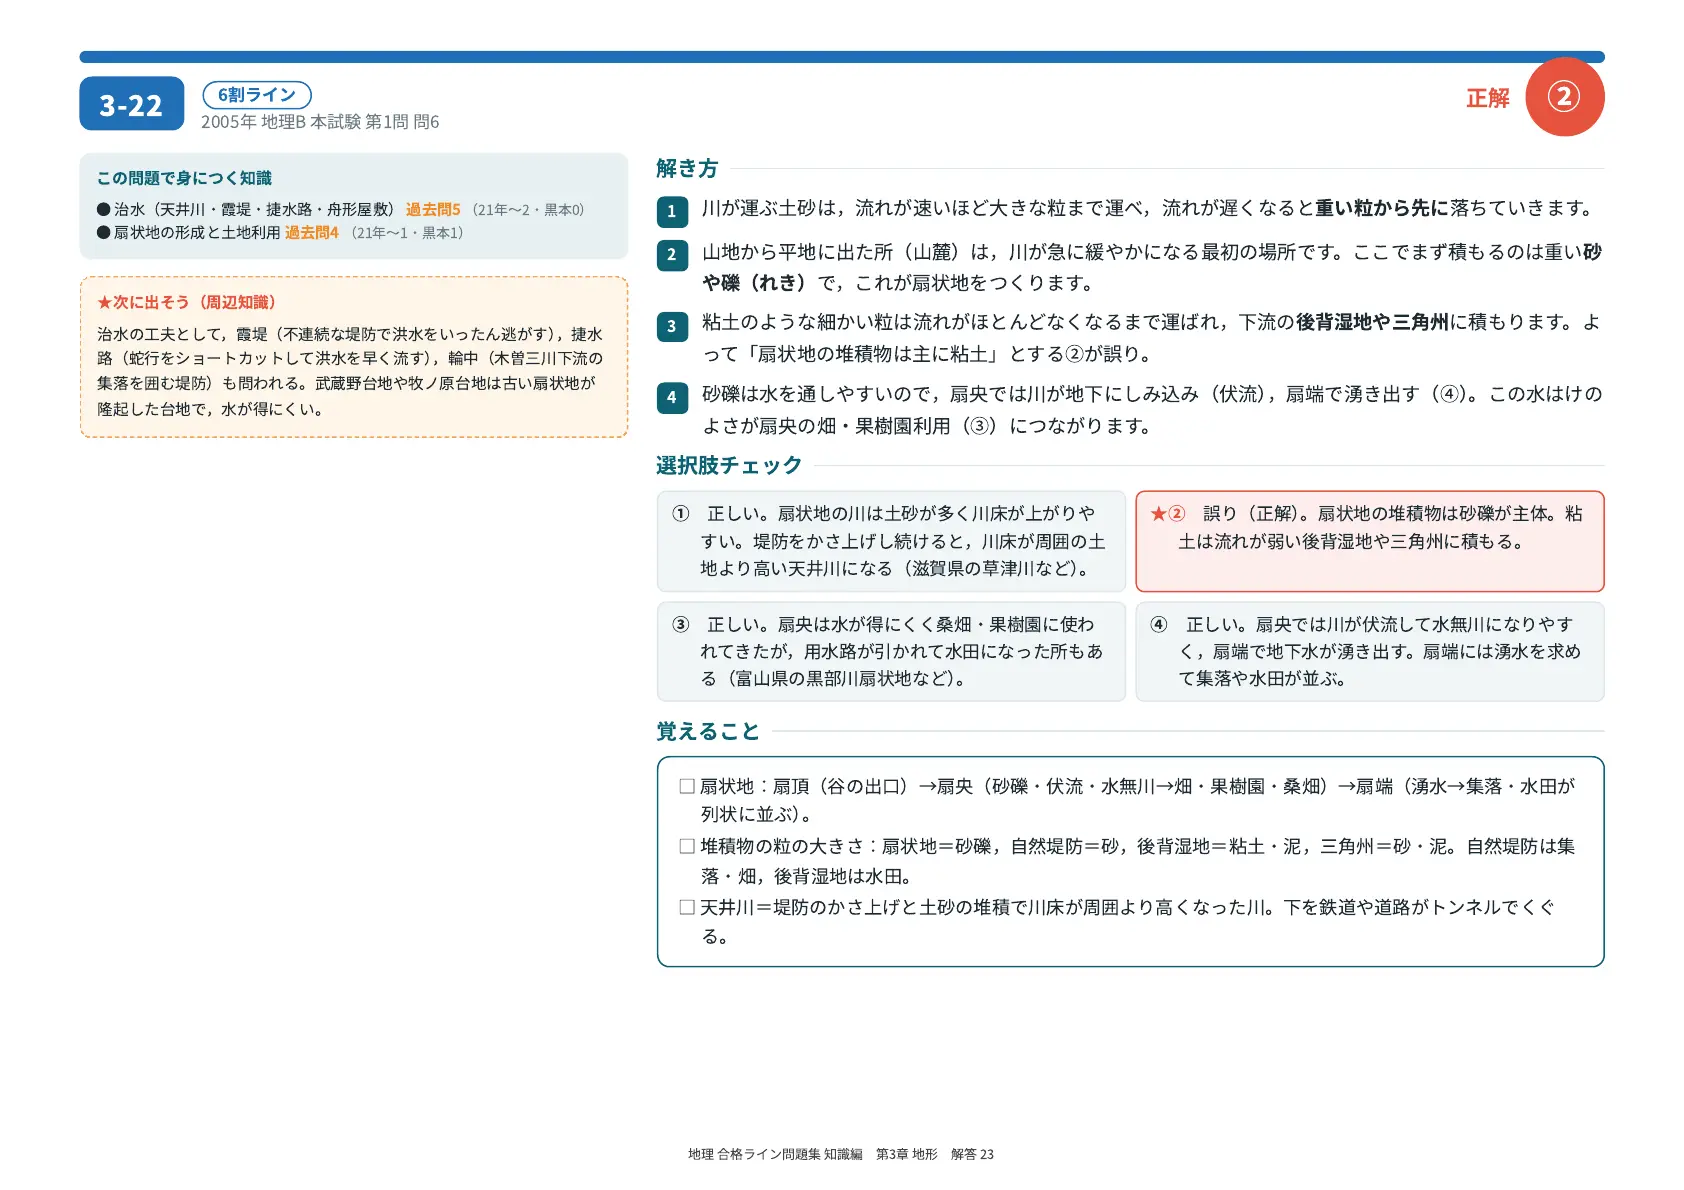 3-22
6割ライン
2005年 地理B 本試験 第1問 問6
正解 ②
この問題で身につく知識
●治水（天井川・霞堤・捷水路・舟形屋敷） 過去問5 （21年〜2・黒本0）
●扇状地の形成と土地利用 過去問4 （21年〜1・黒本1）
★次に出そう（周辺知識）
治水の工夫として，霞堤（不連続な堤防で洪水をいったん逃がす），捷水
路（蛇行をショートカットして洪水を早く流す），輪中（木曽三川下流の
集落を囲む堤防）も問われる。武蔵野台地や牧ノ原台地は古い扇状地が
隆起した台地で，水が得にくい。
解き方
1 川が運ぶ土砂は，流れが速いほど大きな粒まで運べ，流れが遅くなると重い粒から先に落ちていきます。
2 山地から平地に出た所（山麓）は，川が急に緩やかになる最初の場所です。ここでまず積もるのは重い砂
や礫（れき）で，これが扇状地をつくります。
3 粘土のような細かい粒は流れがほとんどなくなるまで運ばれ，下流の後背湿地や三角州に積もります。よ
って「扇状地の堆積物は主に粘土」とする②が誤り。
4 砂礫は水を通しやすいので，扇央では川が地下にしみ込み（伏流），扇端で湧き出す（④）。この水はけの
よさが扇央の畑・果樹園利用（③）につながります。
選択肢チェック
① 正しい。扇状地の川は土砂が多く川床が上がりや
すい。堤防をかさ上げし続けると，川床が周囲の土
地より高い天井川になる（滋賀県の草津川など）。
★② 誤り（正解）。扇状地の堆積物は砂礫が主体。粘
土は流れが弱い後背湿地や三角州に積もる。
③ 正しい。扇央は水が得にくく桑畑・果樹園に使わ
れてきたが，用水路が引かれて水田になった所もあ
る（富山県の黒部川扇状地など）。
④ 正しい。扇央では川が伏流して水無川になりやす
く，扇端で地下水が湧き出す。扇端には湧水を求め
て集落や水田が並ぶ。
覚えること
□ 扇状地：扇頂（谷の出口）→扇央（砂礫・伏流・水無川→畑・果樹園・桑畑）→扇端（湧水→集落・水田が
列状に並ぶ）。
□ 堆積物の粒の大きさ：扇状地＝砂礫，自然堤防＝砂，後背湿地＝粘土・泥，三角州＝砂・泥。自然堤防は集
落・畑，後背湿地は水田。
□ 天井川＝堤防のかさ上げと土砂の堆積で川床が周囲より高くなった川。下を鉄道や道路がトンネルでくぐ
る。
地理 合格ライン問題集 知識編　第3章 地形　解答 23